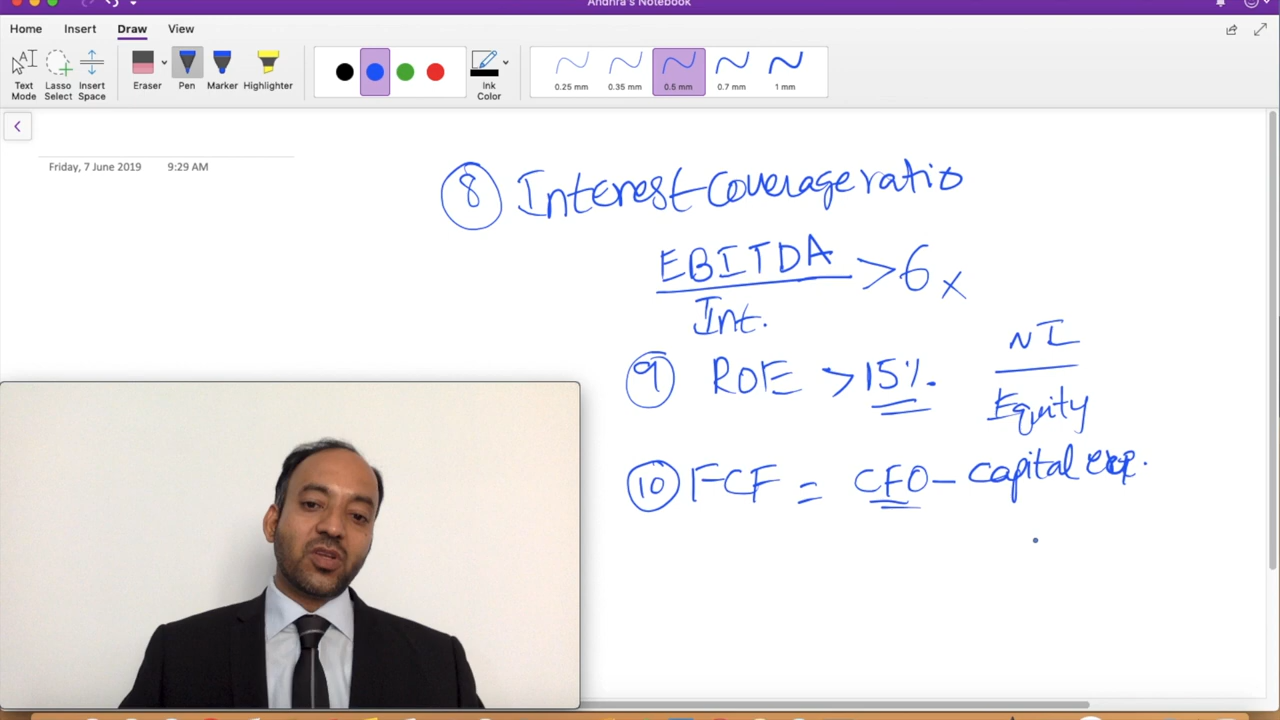 Andhra's Notebook
Home Insert Draw View
Text Mode
Lasso Select
Insert Space
Eraser
Pen
Marker
Highlighter
Ink Color
0.25 mm
0.35 mm
0.5 mm
0.7 mm
1 mm
Friday, 7 June 2019 9:29 AM
8 Interest coverage ratio
EBITDA
Int.
>6x
9 ROE > 15%.
NI
Equity
10 FCF = CFO - capital exp.